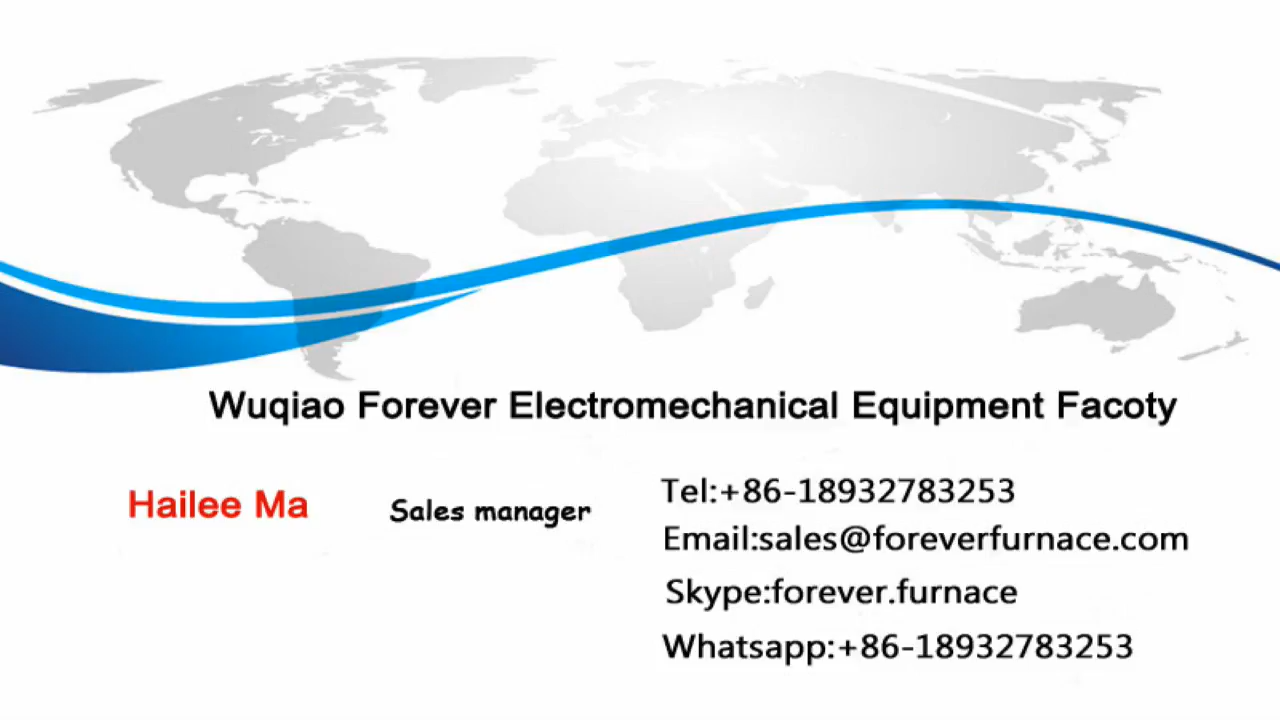 Wuqiao Forever Electromechanical Equipment Facoty
Hailee Ma
Sales manager
Tel:+86-18932783253
Email:sales@foreverfurnace.com
Skype:forever.furnace
Whatsapp:+86-18932783253